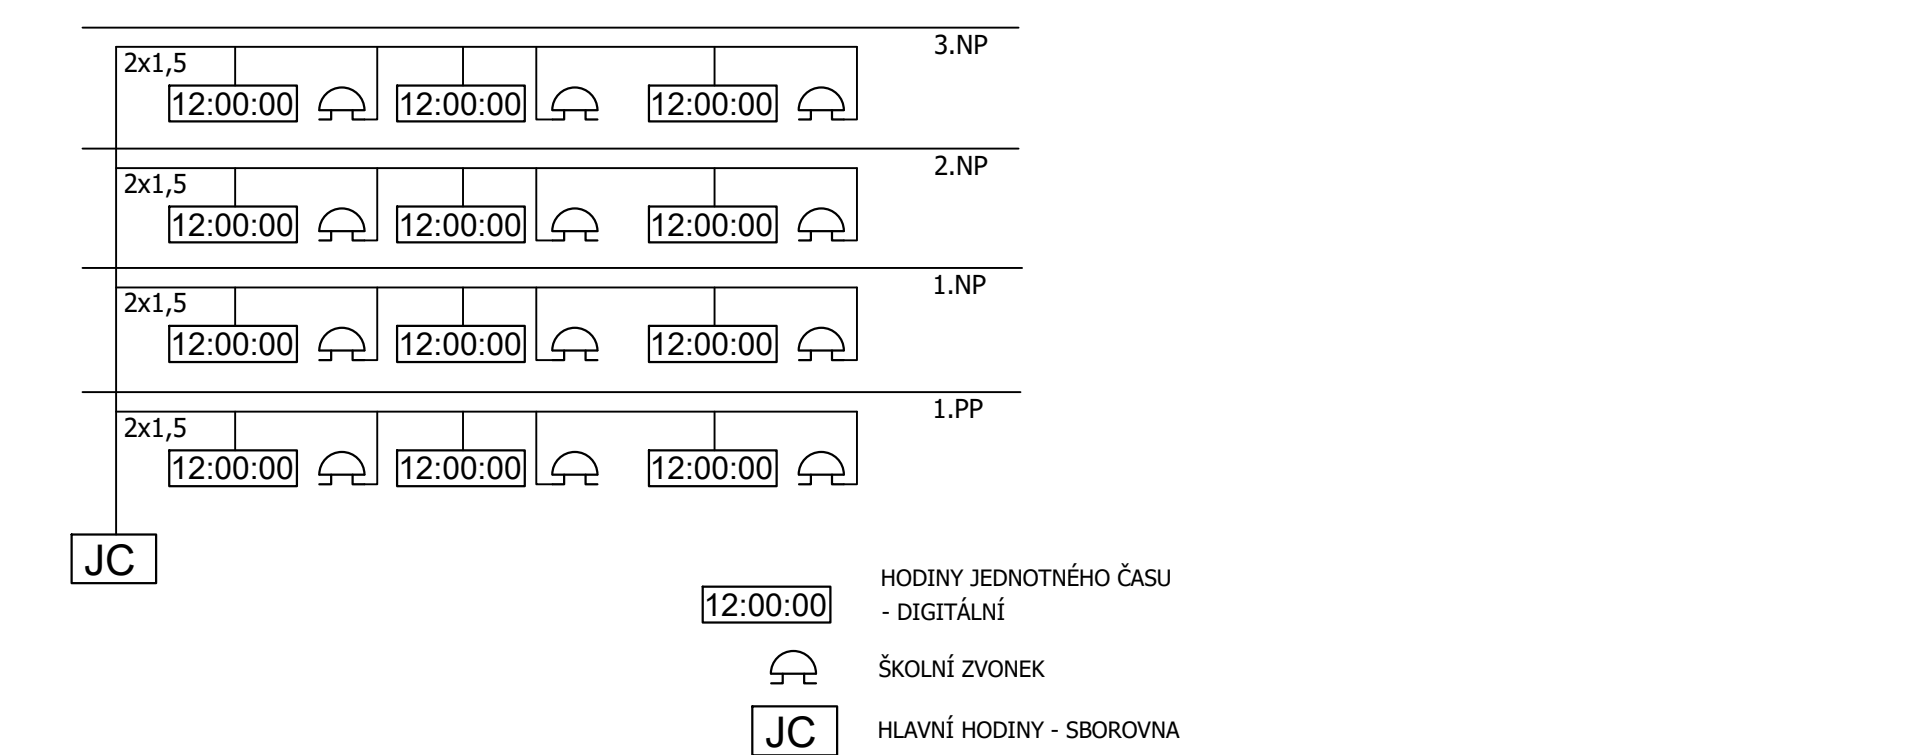 3.NP
2x1,5
12:00:00 12:00:00 12:00:00
2.NP
2x1,5
12:00:00 12:00:00 12:00:00
1.NP
2x1,5
12:00:00 12:00:00 12:00:00
1.PP
2x1,5
12:00:00 12:00:00 12:00:00
JC
12:00:00
HODINY JEDNOTNÉHO ČASU
- DIGITÁLNÍ
ŠKOLNÍ ZVONEK
JC
HLAVNÍ HODINY - SBOROVNA